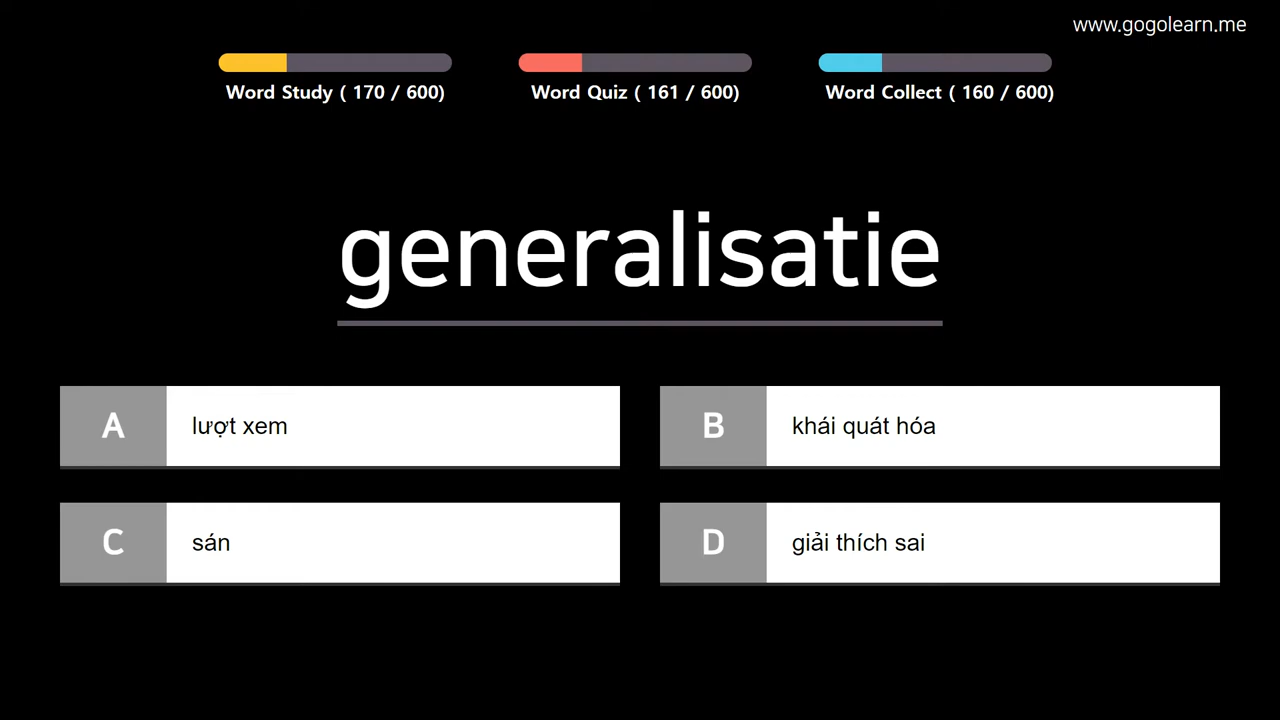 www.gogolearn.me
Word Study ( 170 / 600)
Word Quiz ( 161 / 600)
Word Collect ( 160 / 600)
generalisatie
A
lượt xem
B
khái quát hóa
C
sán
D
giải thích sai